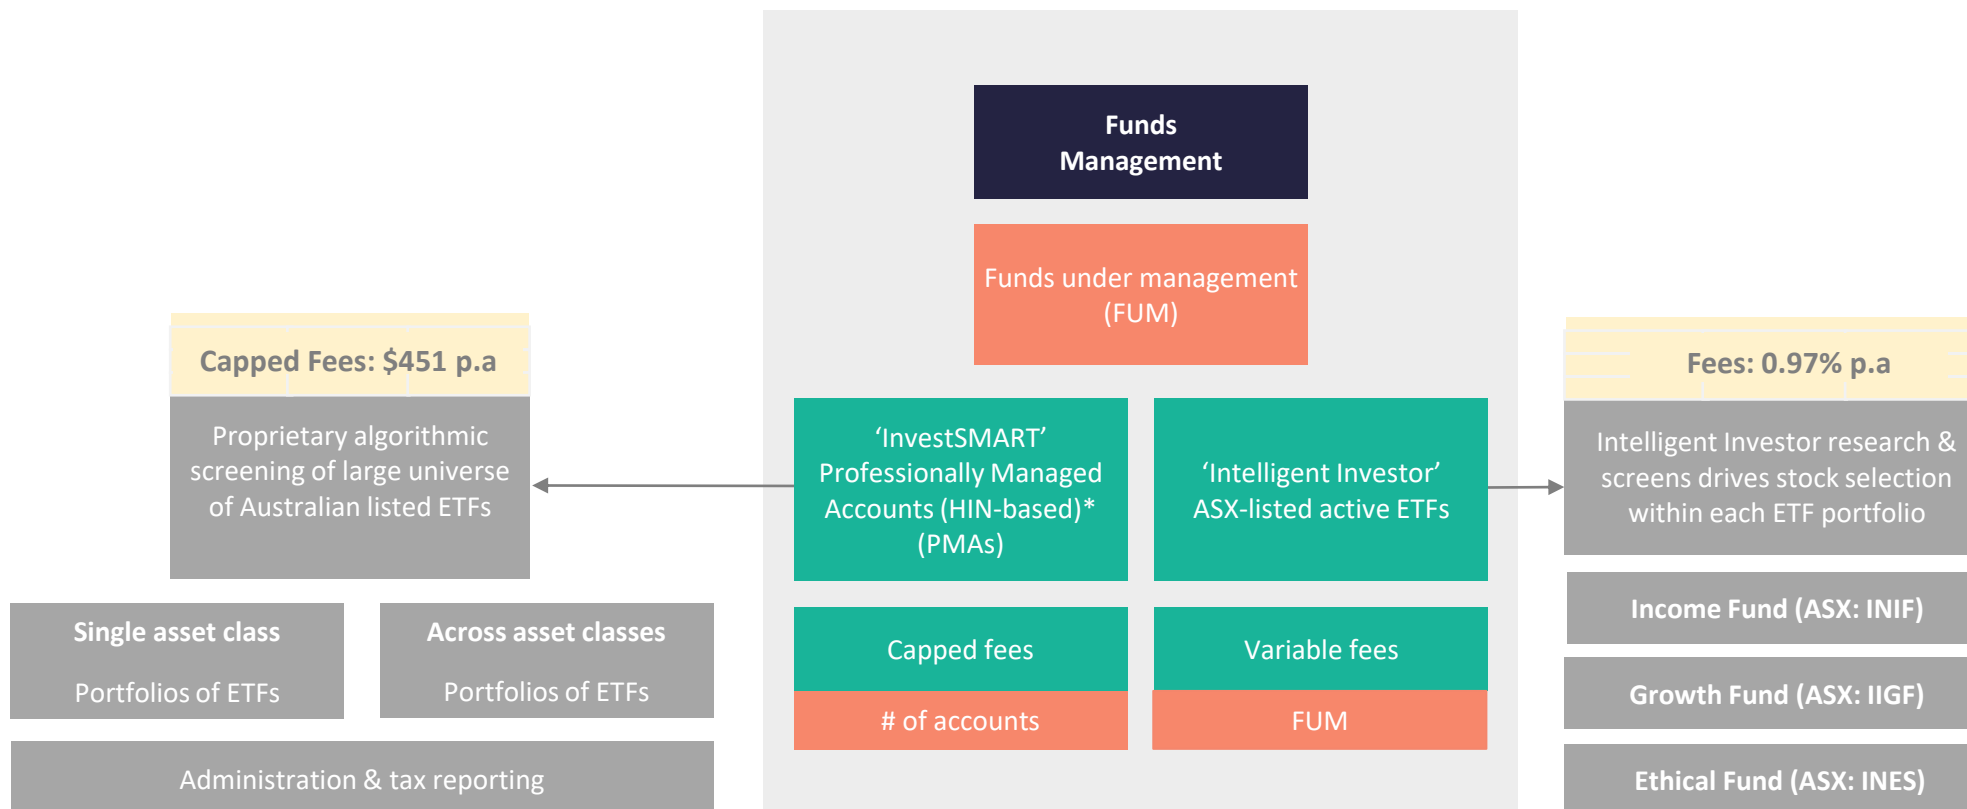 Funds
Management
Funds under management
(FUM)
Capped Fees: $451 p.a
Proprietary algorithmic
screening of large universe
of Australian listed ETFs
Single asset class
Portfolios of ETFs
Across asset classes
Portfolios of ETFs
Administration & tax reporting
‘InvestSMART’
Professionally Managed
Accounts (HIN-based)*
(PMAs)
Capped fees
# of accounts
‘Intelligent Investor’
ASX-listed active ETFs
Variable fees
FUM
Fees: 0.97% p.a
Intelligent Investor research &
screens drives stock selection
within each ETF portfolio
Income Fund (ASX: INIF)
Growth Fund (ASX: IIGF)
Ethical Fund (ASX: INES)